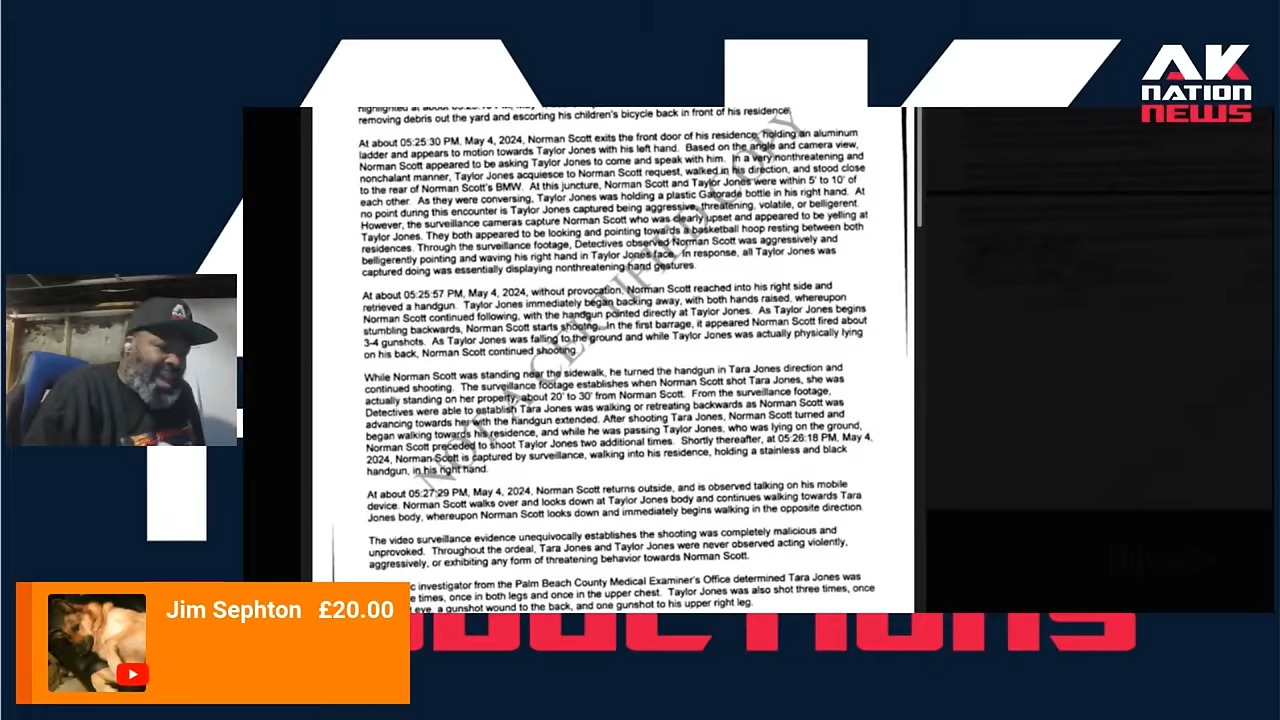 AK
NATION
NEWS
removing debris out the yard and escorting his children's bicycle back in front of his residence.
At about 05:25:30 PM, May 4, 2024, Norman Scott exits the front door of his residence, holding an aluminum
ladder and appears to motion towards Taylor Jones with his left hand. Based on the angle and camera view,
Norman Scott appeared to be asking Taylor Jones to come and speak with him. In a very nonthreatening and
nonchalant manner, Taylor Jones acquiesce to Norman Scott request, walked in his direction, and stood close
to the rear of Norman Scott's BMW. At this juncture, Norman Scott and Taylor Jones were within 5' to 10' of
each other. As they were conversing, Taylor Jones was holding a plastic Gatorade bottle in his right hand. At
no point during this encounter is Taylor Jones captured being aggressive, threatening, volatile, or belligerent.
However, the surveillance cameras capture Norman Scott who was clearly upset and appeared to be yelling at
Taylor Jones. They both appeared to be looking and pointing towards a basketball hoop resting between both
residences. Through the surveillance footage, Detectives observed Norman Scott was aggressively and
belligerently pointing and waving his right hand in Taylor Jones face. In response, all Taylor Jones was
captured doing was essentially displaying nonthreatening hand gestures.
At about 05:25:57 PM, May 4, 2024, without provocation, Norman Scott reached into his right side and
retrieved a handgun. Taylor Jones immediately began backing away, with both hands raised, whereupon
Norman Scott continued following, with the handgun pointed directly at Taylor Jones. As Taylor Jones begins
stumbling backwards, Norman Scott starts shooting. In the first barrage, it appeared Norman Scott fired about
3-4 gunshots. As Taylor Jones was falling to the ground and while Taylor Jones was actually physically lying
on his back, Norman Scott continued shooting.
While Norman Scott was standing near the sidewalk, he turned the handgun in Tara Jones direction and
continued shooting. The surveillance footage establishes when Norman Scott shot Tara Jones, she was
actually standing on her property, about 20' to 30' from Norman Scott. From the surveillance footage,
Detectives were able to establish Tara Jones was walking or retreating backwards as Norman Scott was
advancing towards her with the handgun extended. After shooting Tara Jones, Norman Scott turned and
began walking towards his residence, and while he was passing Taylor Jones, who was lying on the ground,
Norman Scott preceded to shoot Taylor Jones two additional times. Shortly thereafter, at 05:26:18 PM, May 4,
2024, Norman Scott is captured by surveillance, walking into his residence, holding a stainless and black
handgun, in his right hand.
At about 05:27:29 PM, May 4, 2024, Norman Scott returns outside, and is observed talking on his mobile
device. Norman Scott walks over and looks down at Taylor Jones body and continues walking towards Tara
Jones body, whereupon Norman Scott looks down and immediately begins walking in the opposite direction.
The video surveillance evidence unequivocally establishes the shooting was completely malicious and
unprovoked. Throughout the ordeal, Tara Jones and Taylor Jones were never observed acting violently,
aggressively, or exhibiting any form of threatening behavior towards Norman Scott.
investigator from the Palm Beach County Medical Examiner's Office determined Tara Jones was
times, once in both legs and once in the upper chest. Taylor Jones was also shot three times, once
eye, a gunshot wound to the back, and one gunshot to his upper right leg.
NOT A CERTIFIED COPY
Jim Sephton £20.00